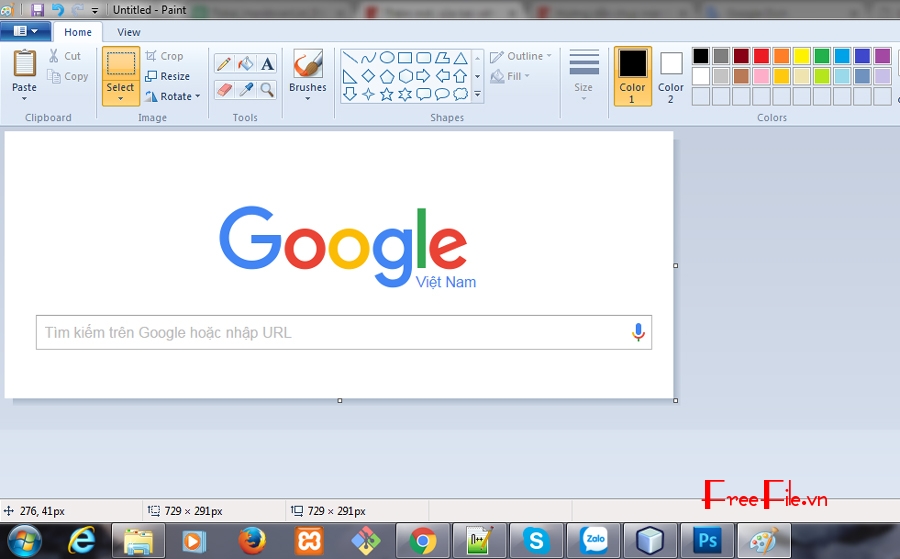 Untitled - Paint
Home View
Paste
Cut
Copy
Clipboard
Select
Crop
Resize
Rotate
Image
A
Tools
Brushes
Shapes
Outline
Fill
Size
Color 1
Color 2
Colors
Google
Việt Nam
Tìm kiếm trên Google hoặc nhập URL
FreeFile.vn
276, 41px
729 × 291px
729 × 291px
Zalo
Ps